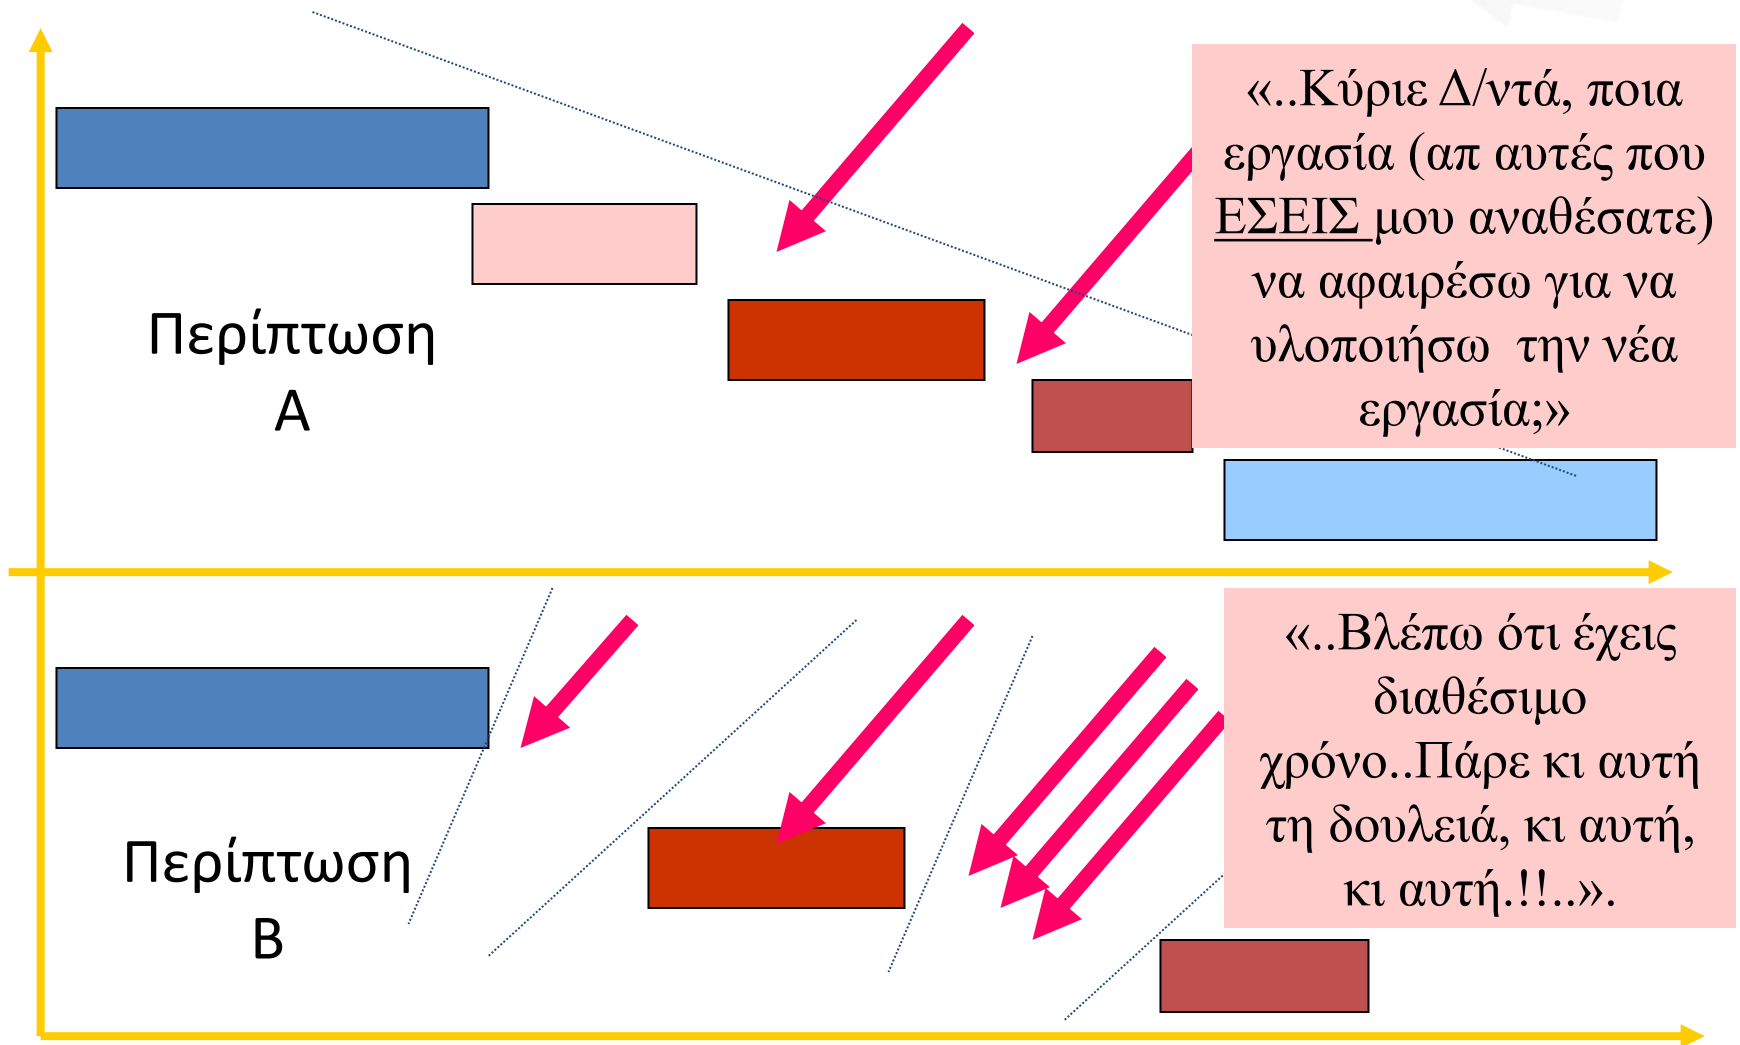 «..Κύριε Δ/ντά, ποια
εργασία (απ αυτές που
ΕΣΕΙΣ μου αναθέσατε)
να αφαιρέσω για να
υλοποιήσω  την νέα
εργασία;»
Περίπτωση
Α
«..Βλέπω ότι έχεις
διαθέσιμο
χρόνο..Πάρε κι αυτή
τη δουλειά, κι αυτή,
κι αυτή.!!..».
Περίπτωση
Β